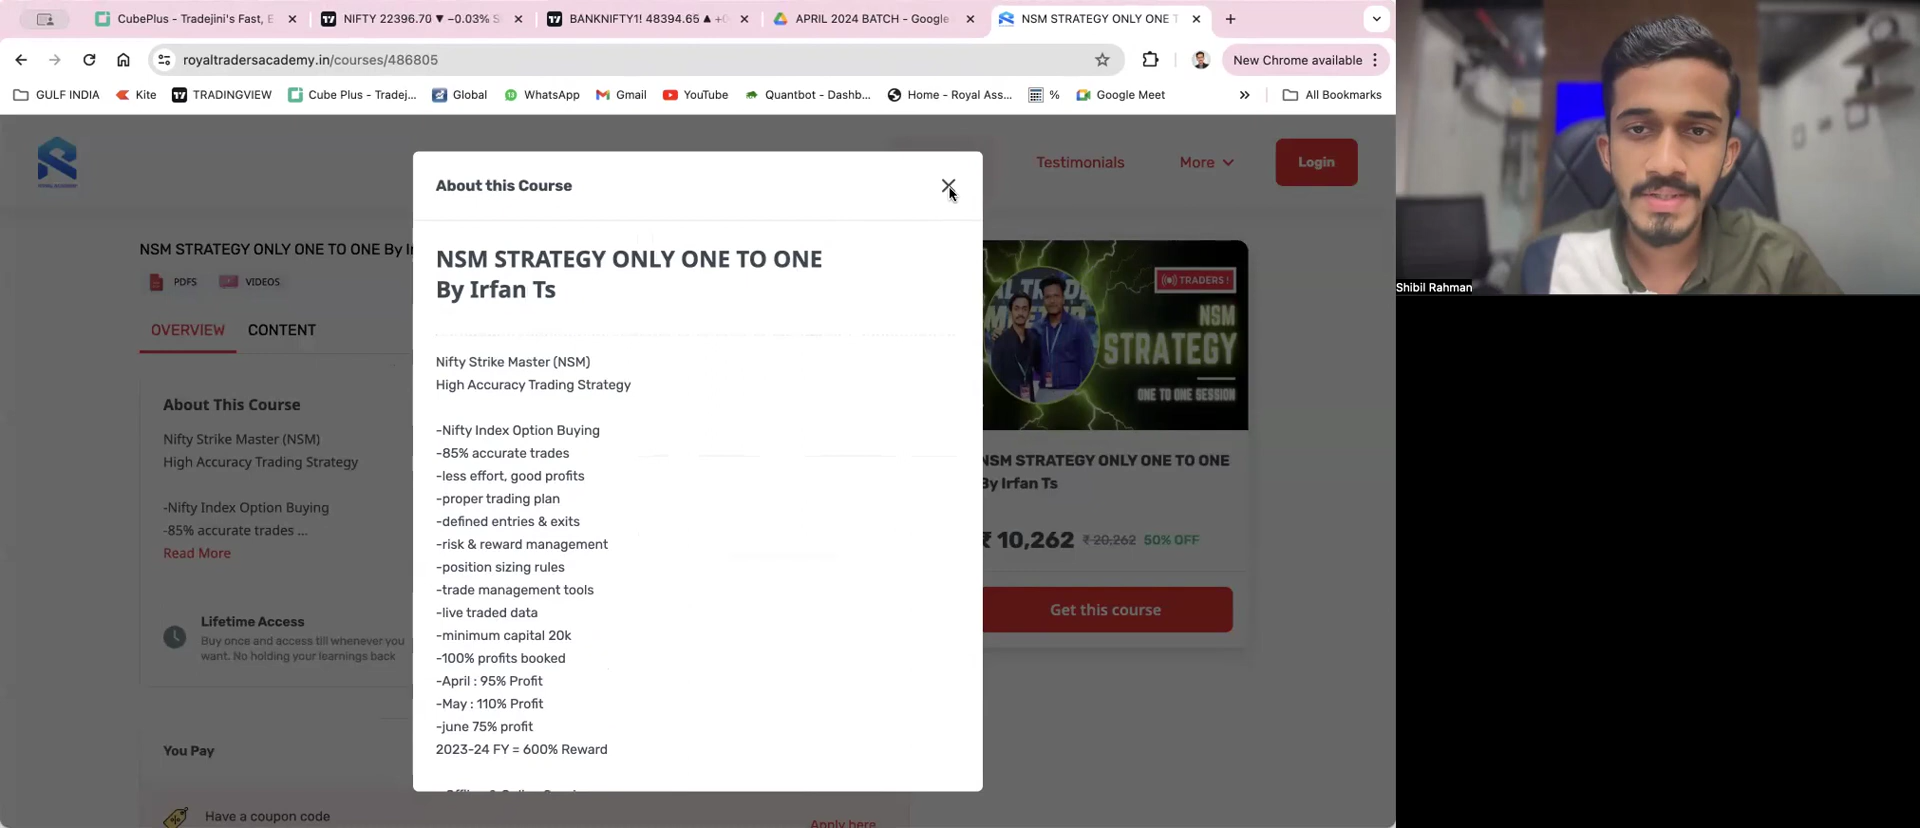 CubePlus - Tradejini's Fast, E
NIFTY 22396.70 ▼ −0.03% S
BANKNIFTY1! 48394.65 ▲ +0
APRIL 2024 BATCH - Google
NSM STRATEGY ONLY ONE T
royaltradersacademy.in/courses/486805
New Chrome available
GULF INDIA
Kite
TRADINGVIEW
Cube Plus - Tradej...
Global
WhatsApp
Gmail
YouTube
Quantbot - Dashb...
Home - Royal Ass...
%
Google Meet
All Bookmarks
Testimonials
More
Login
About this Course
NSM STRATEGY ONLY ONE TO ONE By Ir
PDFS
VIDEOS
OVERVIEW
CONTENT
About This Course
Nifty Strike Master (NSM)
High Accuracy Trading Strategy
-Nifty Index Option Buying
-85% accurate trades ...
Read More
Lifetime Access
Buy once and access till whenever you
want. No holding your learnings back
You Pay
Have a coupon code
Apply here
NSM STRATEGY ONLY ONE TO ONE
By Irfan Ts
Nifty Strike Master (NSM)
High Accuracy Trading Strategy
-Nifty Index Option Buying
-85% accurate trades
-less effort, good profits
-proper trading plan
-defined entries & exits
-risk & reward management
-position sizing rules
-trade management tools
-live traded data
-minimum capital 20k
-100% profits booked
-April : 95% Profit
-May : 110% Profit
-june 75% profit
2023-24 FY = 600% Reward
TRADERS !
NSM
STRATEGY
ONE TO ONE SESSION
NSM STRATEGY ONLY ONE TO ONE
By Irfan Ts
₹ 10,262 ₹ 20,262 50% OFF
Get this course
Shibil Rahman